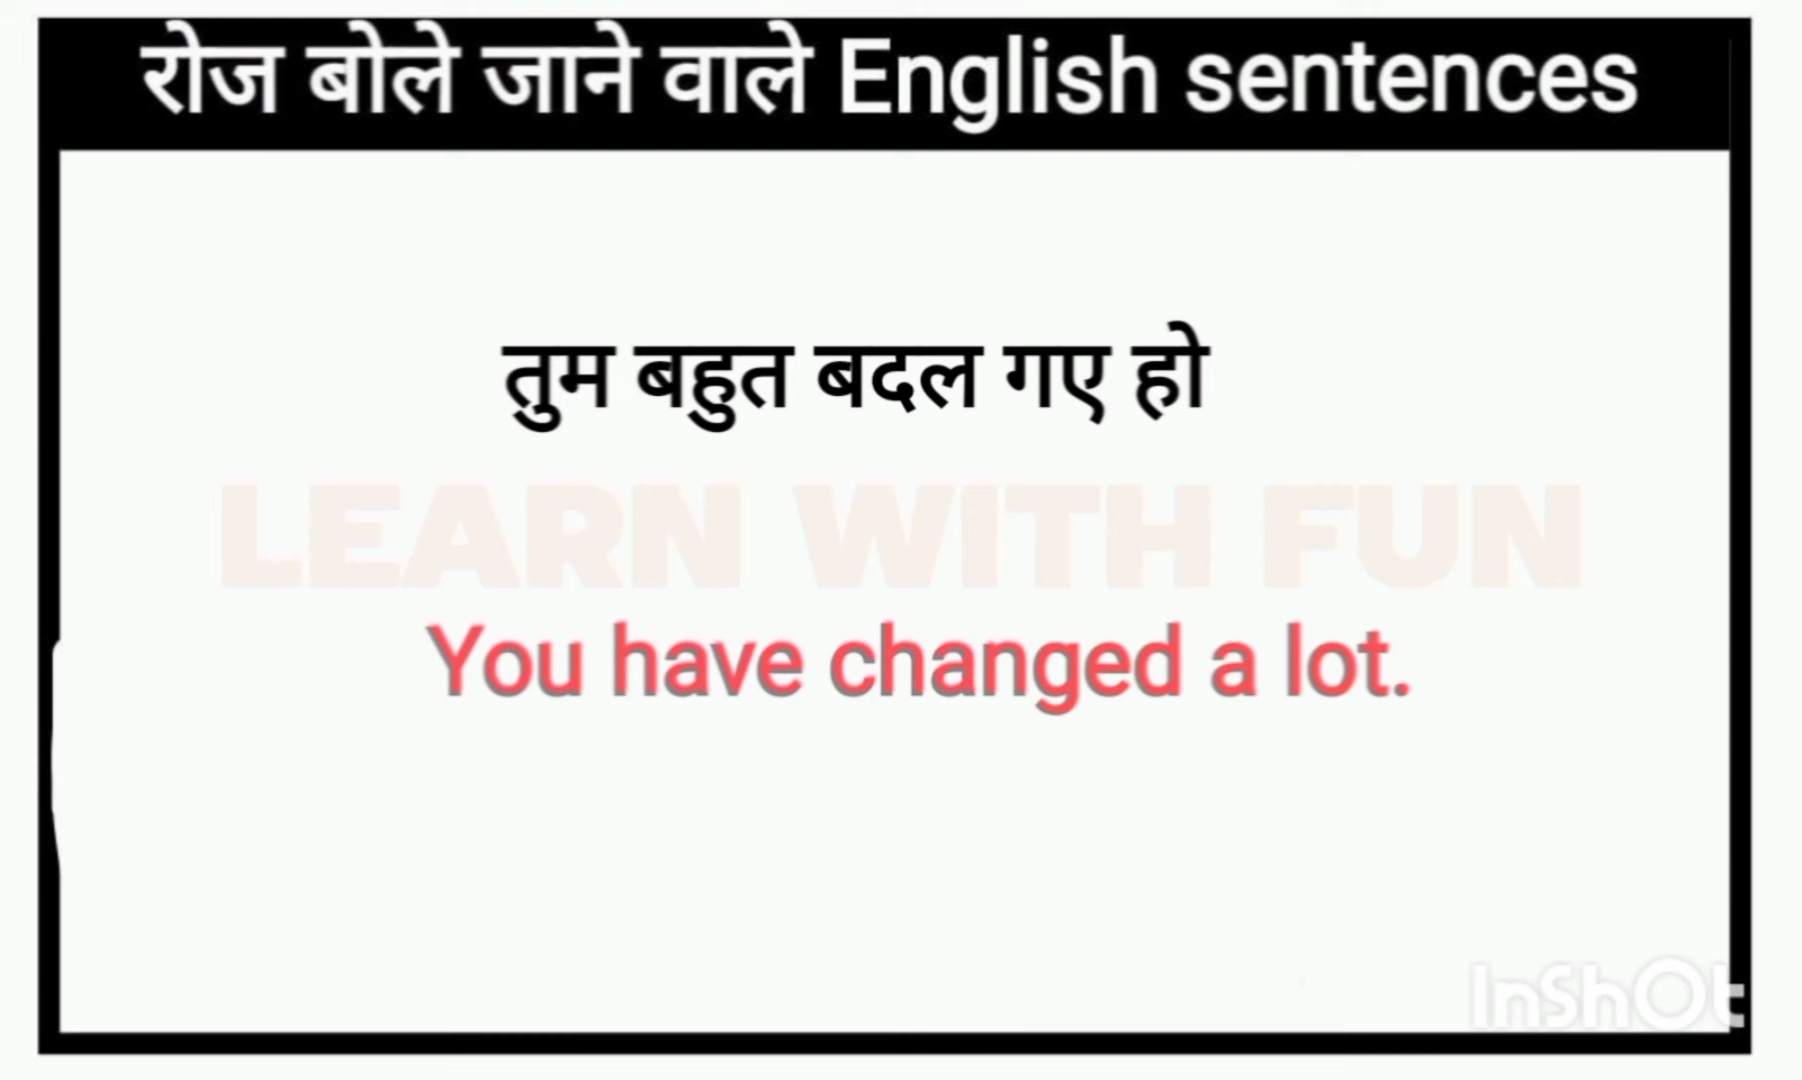 रोज बोले जाने वाले English sentences
तुम बहुत बदल गए हो
LEARN WITH FUN
You have changed a lot.
InShOt